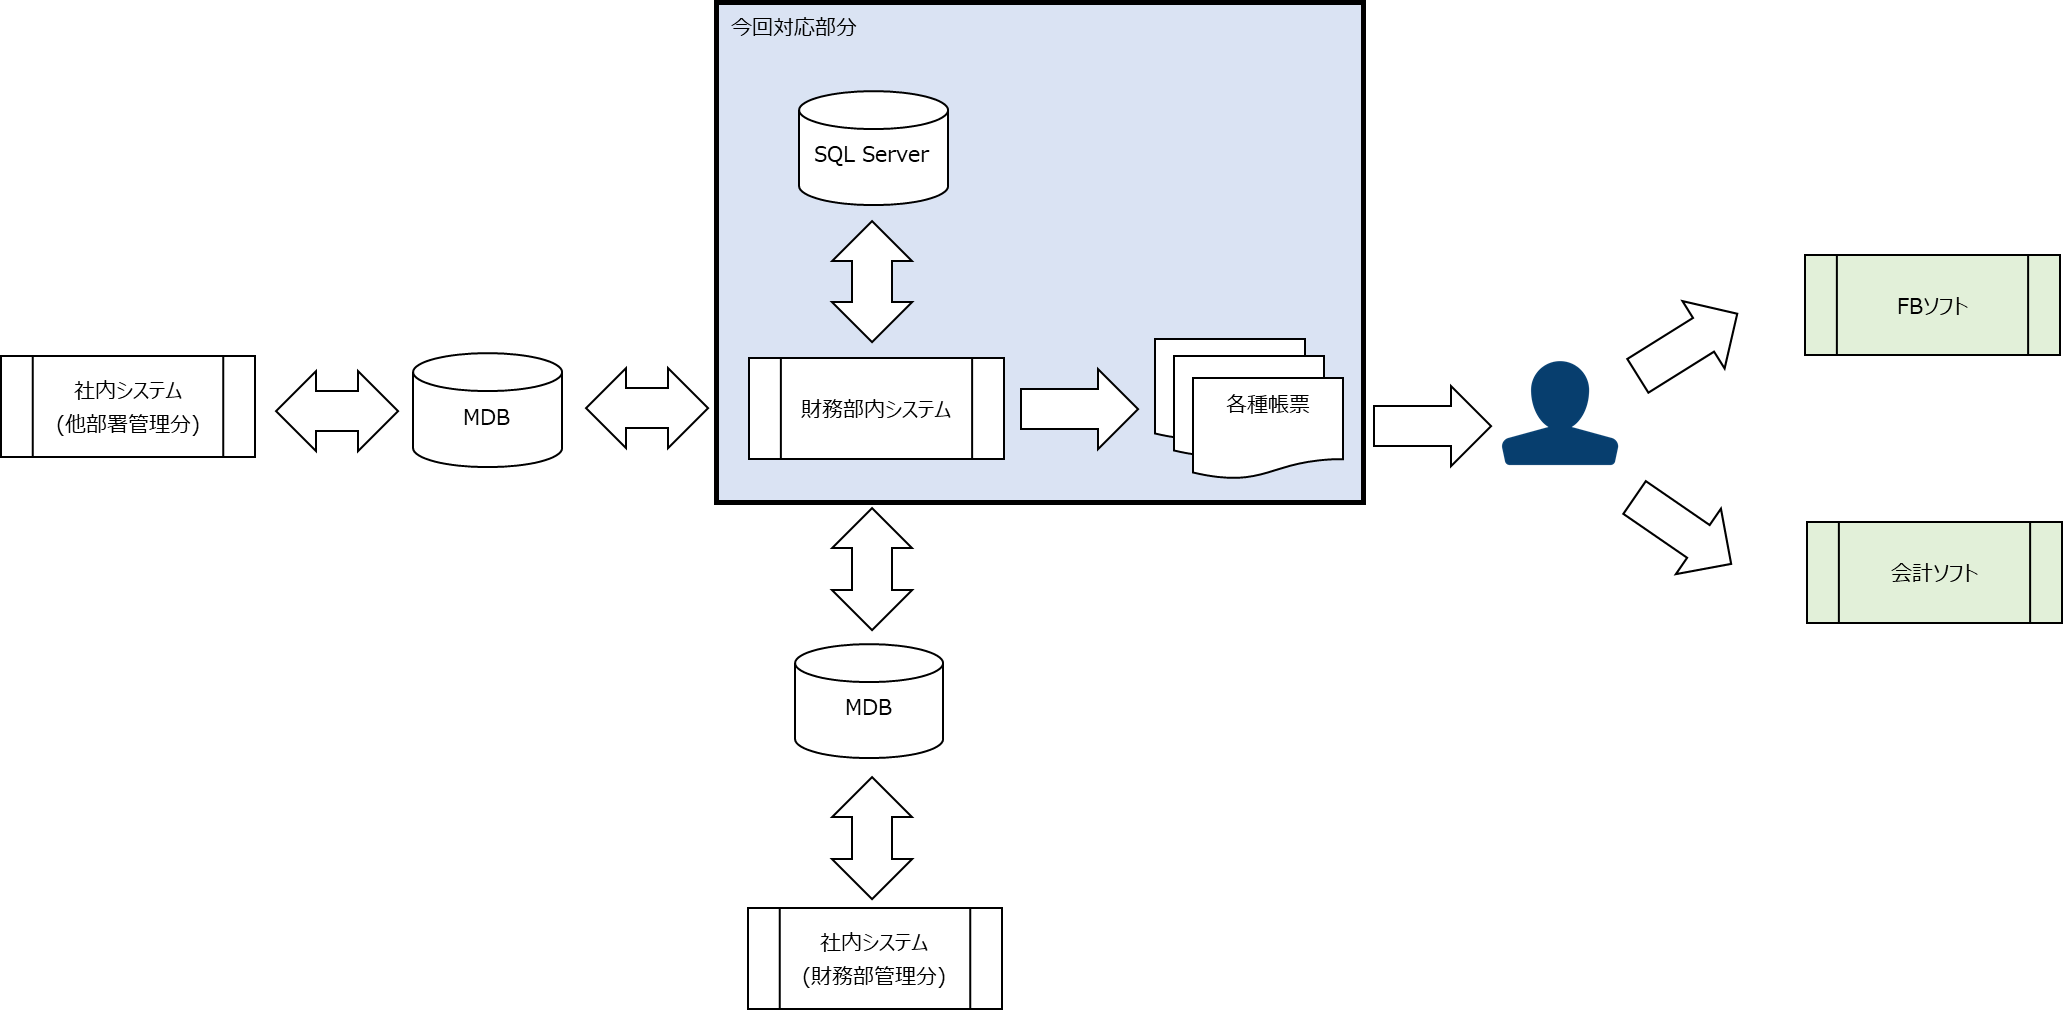 今回対応部分
SQL Server
社内システム
(他部署管理分)
MDB
財務部内システム
各種帳票
FBソフト
会計ソフト
MDB
社内システム
(財務部管理分)